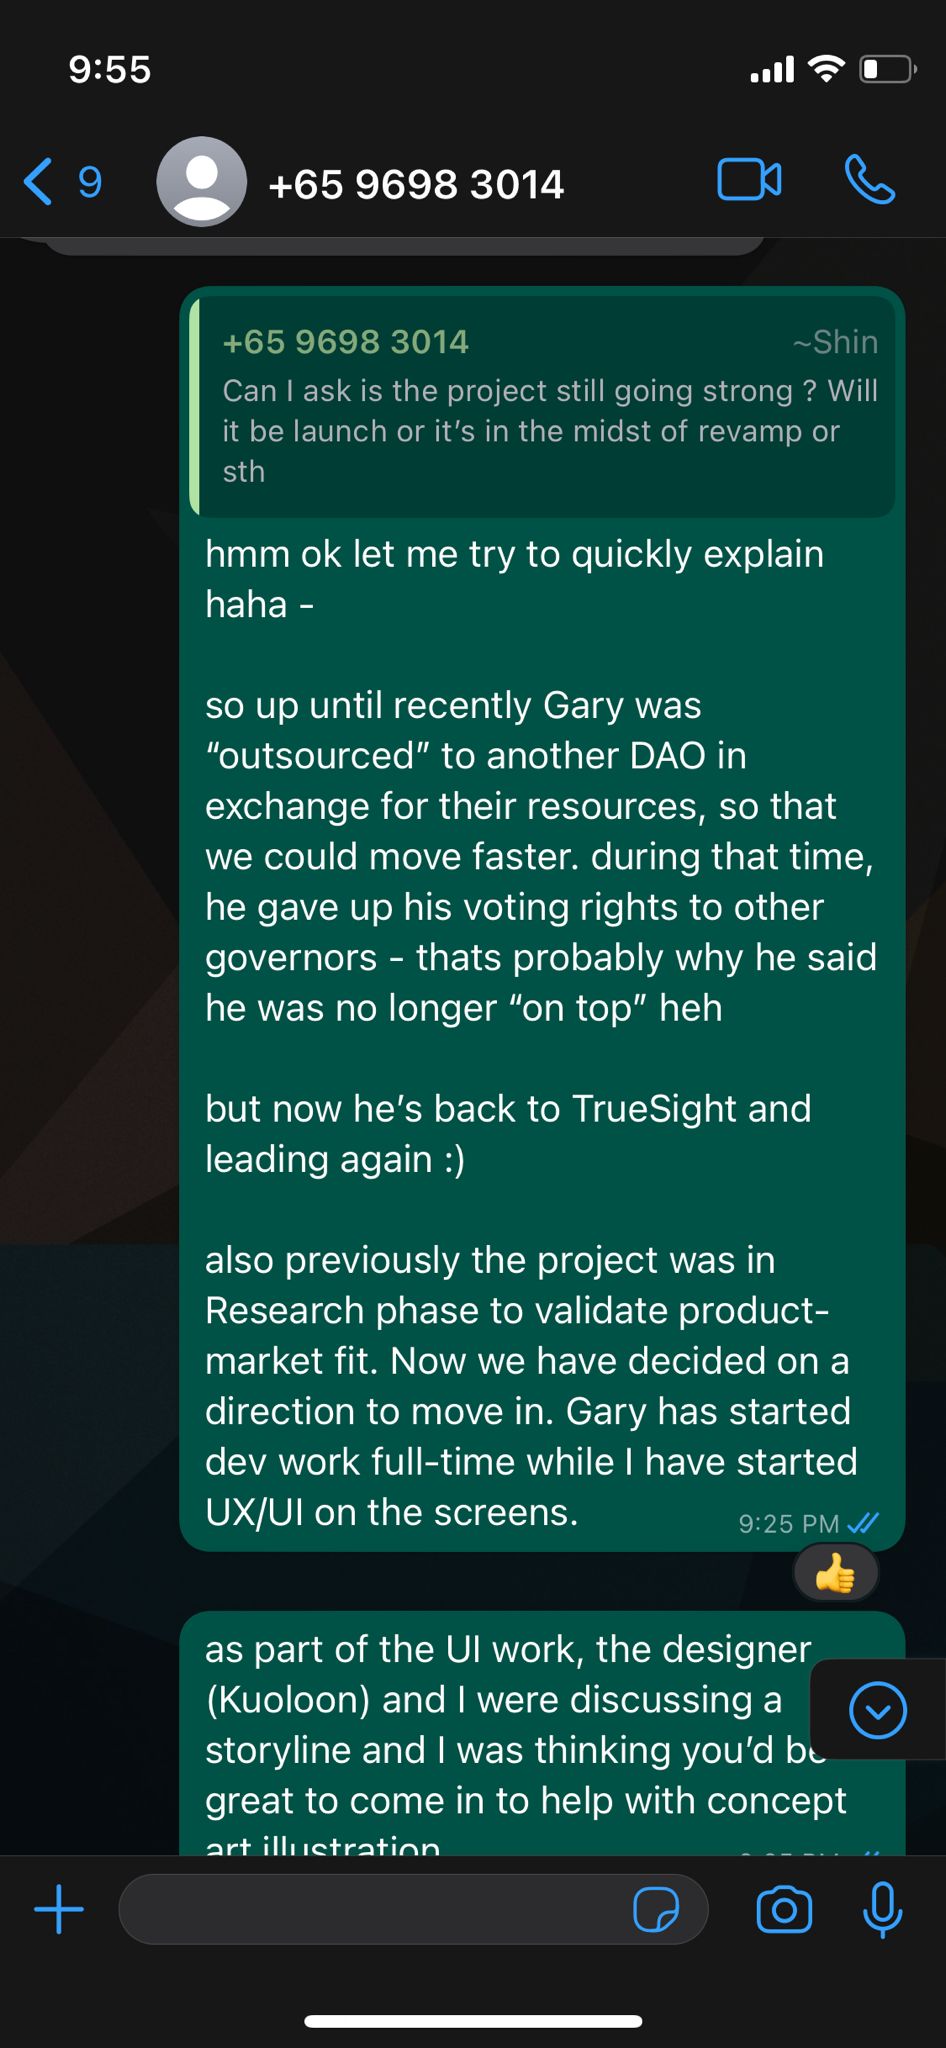 9:55
9
+65 9698 3014
+65 9698 3014 ~Shin
Can I ask is the project still going strong ? Will
it be launch or it’s in the midst of revamp or
sth
hmm ok let me try to quickly explain
haha -
so up until recently Gary was
“outsourced” to another DAO in
exchange for their resources, so that
we could move faster. during that time,
he gave up his voting rights to other
governors - thats probably why he said
he was no longer “on top” heh
but now he’s back to TrueSight and
leading again :)
also previously the project was in
Research phase to validate product-
market fit. Now we have decided on a
direction to move in. Gary has started
dev work full-time while I have started
UX/UI on the screens.
9:25 PM
as part of the UI work, the designer
(Kuoloon) and I were discussing a
storyline and I was thinking you’d be
great to come in to help with concept
art illustration